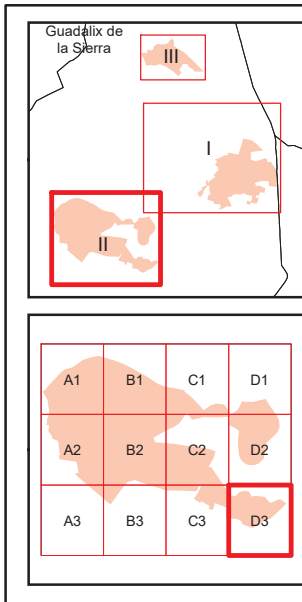 Guadalix de
la Sierra
III
I
II
A1 B1 C1 D1
A2 B2 C2 D2
A3 B3 C3 D3